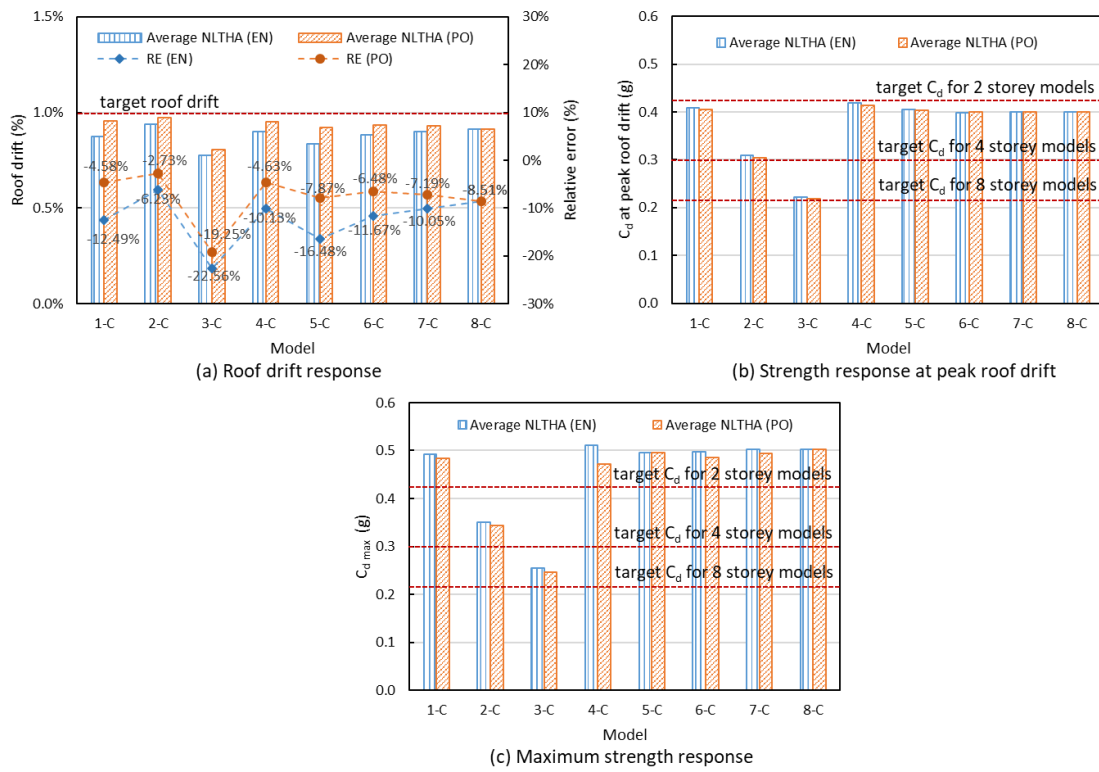 1.5%
30%
Average NLTHA (EN)
Average NLTHA (PO)
RE (EN)
RE (PO)
20%
target roof drift
1.0%
10%
0%
0.5%
-10%
-20%
0.0%
-30%
Roof drift (%)
Relative error (%)
-4.58%
-2.73%
-4.63%
-7.87%
-6.48%
-7.19%
-8.51%
-6.23%
-12.49%
-19.25%
-10.13%
-16.48%
-11.67%
-10.05%
-22.56%
1-C 2-C 3-C 4-C 5-C 6-C 7-C 8-C
Model
(a) Roof drift response
0.6
Average NLTHA (EN)
Average NLTHA (PO)
0.5
target Cd for 2 storey models
0.4
target Cd for 4 storey models
0.3
target Cd for 8 storey models
0.2
0.1
0.0
Cd at peak roof drift (g)
1-C 2-C 3-C 4-C 5-C 6-C 7-C 8-C
Model
(b) Strength response at peak roof drift
0.6
Average NLTHA (EN)
Average NLTHA (PO)
0.5
target Cd for 2 storey models
0.4
target Cd for 4 storey models
0.3
target Cd for 8 storey models
0.2
0.1
0.0
Cd max (g)
1-C 2-C 3-C 4-C 5-C 6-C 7-C 8-C
Model
(c) Maximum strength response